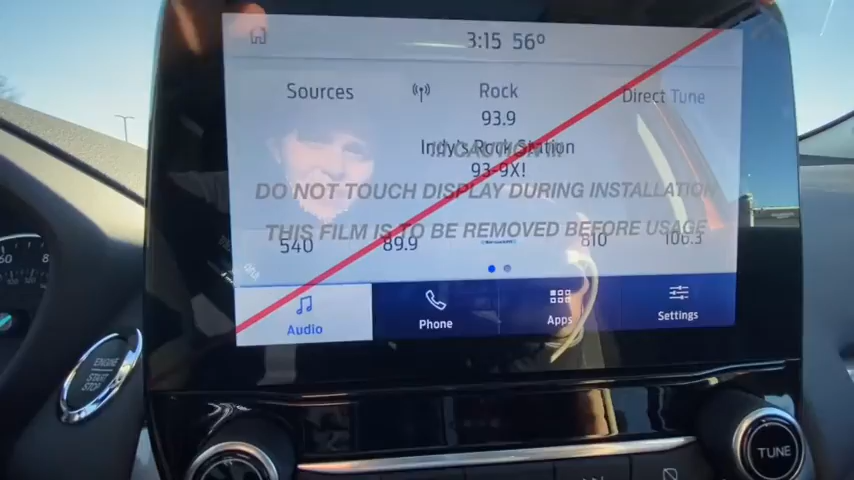 3:15 56°
Sources
Rock
Direct Tune
93.9
Indy's Rock Station
!!! CAUTION !!!
93-9X!
DO NOT TOUCH DISPLAY DURING INSTALLATION
THIS FILM IS TO BE REMOVED BEFORE USAGE
540 89.9 810 106.3
Audio Phone Apps Settings
ENGINE
START
STOP
TUNE